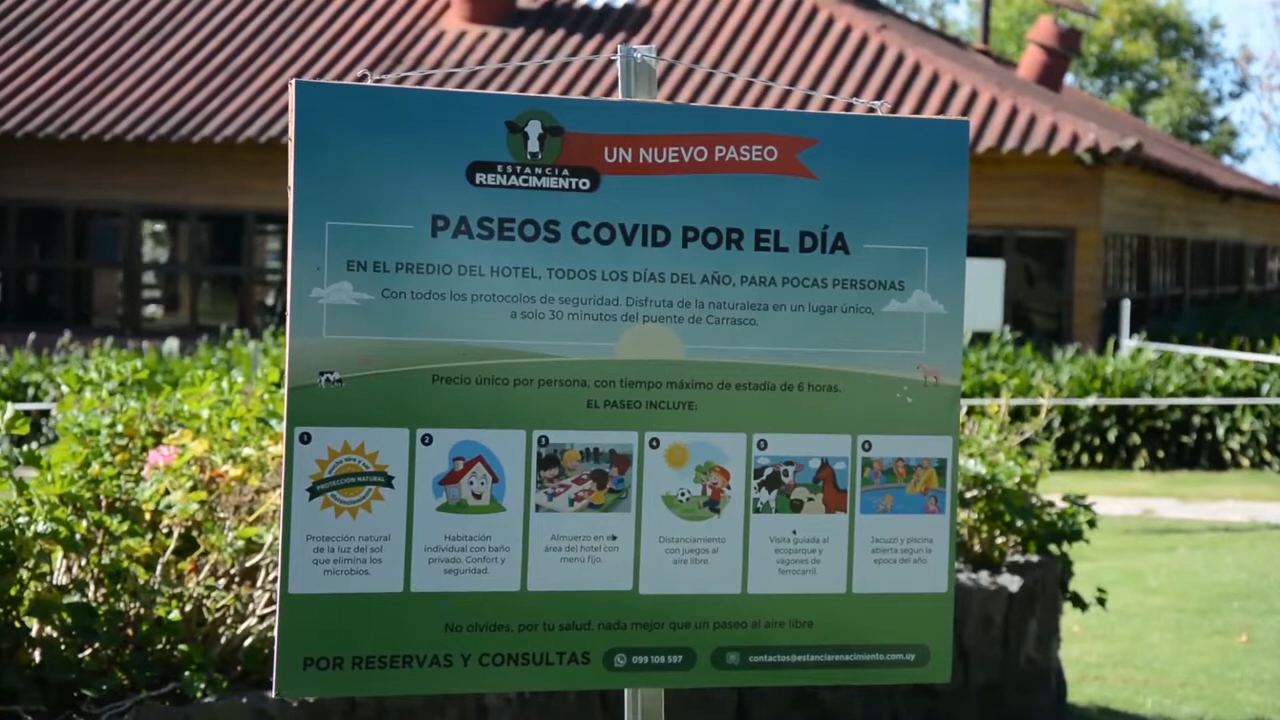 ESTANCIA
RENACIMIENTO
UN NUEVO PASEO
PASEOS COVID POR EL DÍA
EN EL PREDIO DEL HOTEL, TODOS LOS DÍAS DEL AÑO, PARA POCAS PERSONAS
Con todos los protocolos de seguridad. Disfruta de la naturaleza en un lugar único,
a solo 30 minutos del puente de Carrasco.
Precio único por persona, con tiempo máximo de estadía de 6 horas.
EL PASEO INCLUYE:
1
PROTECCIÓN NATURAL
Protección natural
de la luz del sol
que elimina los
microbios.
2
Habitación
individual con baño
privado. Confort y
seguridad.
3
Almuerzo en el
área del hotel con
menú fijo.
4
Distanciamiento
con juegos al
aire libre.
5
Visita guiada al
ecoparque y
vagones de
ferrocarril.
6
Jacuzzi y piscina
abierta segun la
epoca del año.
No olvides, por tu salud, nada mejor que un paseo al aire libre
POR RESERVAS Y CONSULTAS
099 108 597
contactos@estanciarenacimiento.com.uy